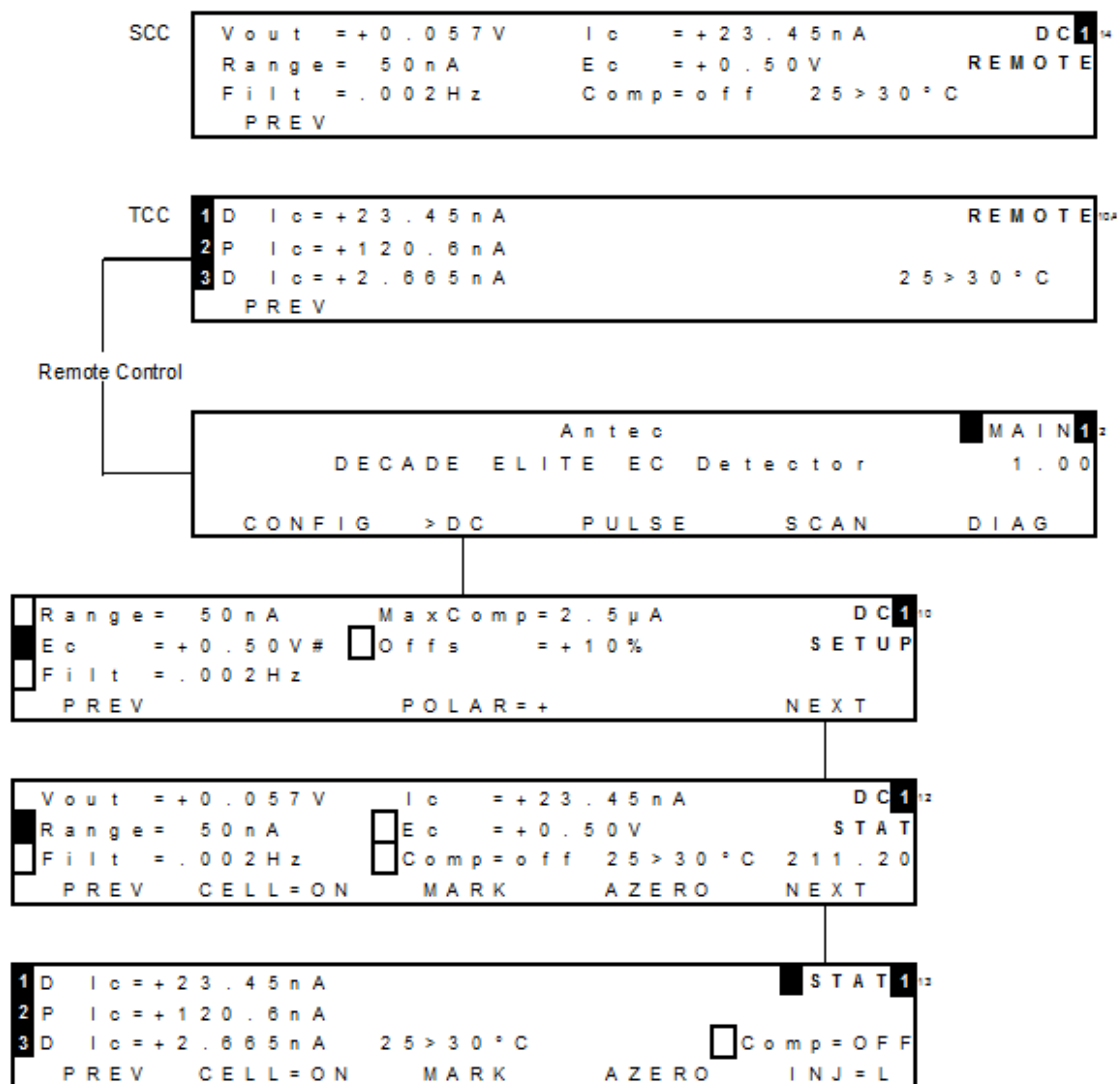 SCC Vout =+0.057V Ic =+23.45nA DC1 14
Range= 50nA Ec =+0.50V REMOTE
Filt =.002Hz Comp=off 25>30°C
PREV
TCC 1 D Ic=+23.45nA REMOTE 10A
2 P Ic=+120.6nA
3 D Ic=+2.665nA 25>30°C
PREV
Remote Control
Antec MAIN1 2
DECADE ELITE EC Detector 1.00
CONFIG >DC PULSE SCAN DIAG
Range= 50nA MaxComp=2.5µA DC1 10
Ec =+0.50V# Offs =+10% SETUP
Filt =.002Hz
PREV POLAR=+ NEXT
Vout =+0.057V Ic =+23.45nA DC1 12
Range= 50nA Ec =+0.50V STAT
Filt =.002Hz Comp=off 25>30°C 211.20
PREV CELL=ON MARK AZERO NEXT
1 D Ic=+23.45nA STAT1 13
2 P Ic=+120.6nA
3 D Ic=+2.665nA 25>30°C Comp=OFF
PREV CELL=ON MARK AZERO INJ=L